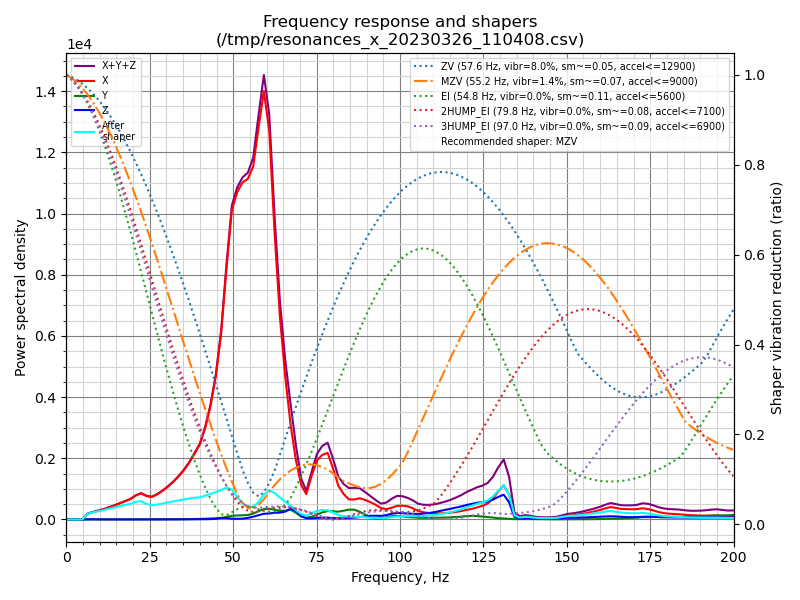 Frequency response and shapers
(/tmp/resonances_x_20230326_110408.csv)
1e4
X+Y+Z
X
Y
Z
After
shaper
ZV (57.6 Hz, vibr=8.0%, sm~=0.05, accel<=12900)
MZV (55.2 Hz, vibr=1.4%, sm~=0.07, accel<=9000)
EI (54.8 Hz, vibr=0.0%, sm~=0.11, accel<=5600)
2HUMP_EI (79.8 Hz, vibr=0.0%, sm~=0.08, accel<=7100)
3HUMP_EI (97.0 Hz, vibr=0.0%, sm~=0.09, accel<=6900)
Recommended shaper: MZV
Power spectral density
1.4
1.2
1.0
0.8
0.6
0.4
0.2
0.0
1.0
0.8
0.6
0.4
0.2
0.0
Shaper vibration reduction (ratio)
0 25 50 75 100 125 150 175 200
Frequency, Hz